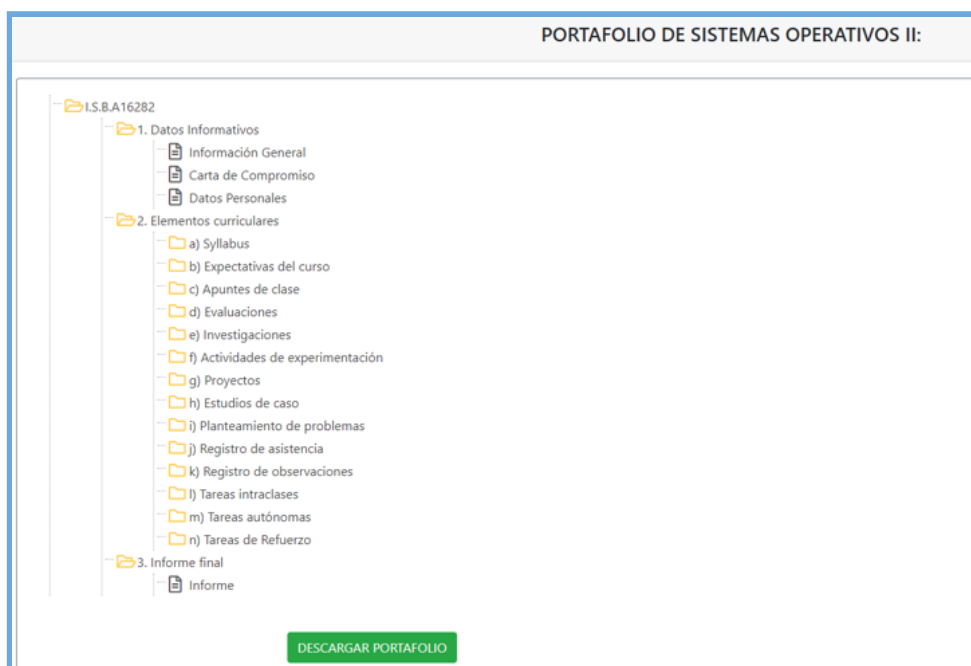 PORTAFOLIO DE SISTEMAS OPERATIVOS II:
I.S.B.A16282
1. Datos Informativos
Información General
Carta de Compromiso
Datos Personales
2. Elementos curriculares
a) Syllabus
b) Expectativas del curso
c) Apuntes de clase
d) Evaluaciones
e) Investigaciones
f) Actividades de experimentación
g) Proyectos
h) Estudios de caso
i) Planteamiento de problemas
j) Registro de asistencia
k) Registro de observaciones
l) Tareas intraclases
m) Tareas autónomas
n) Tareas de Refuerzo
3. Informe final
Informe
DESCARGAR PORTAFOLIO